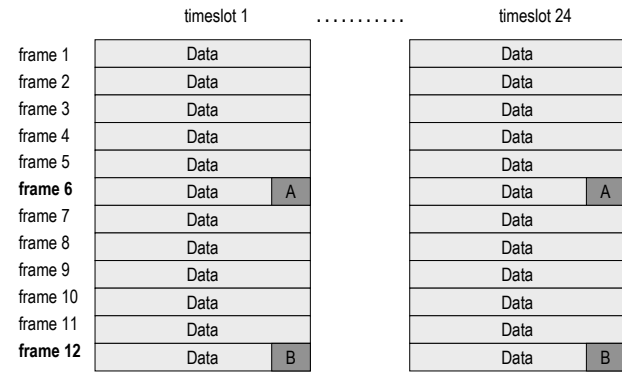 timeslot 1 ........... timeslot 24
frame 1 Data Data
frame 2 Data Data
frame 3 Data Data
frame 4 Data Data
frame 5 Data Data
frame 6 Data A Data A
frame 7 Data Data
frame 8 Data Data
frame 9 Data Data
frame 10 Data Data
frame 11 Data Data
frame 12 Data B Data B